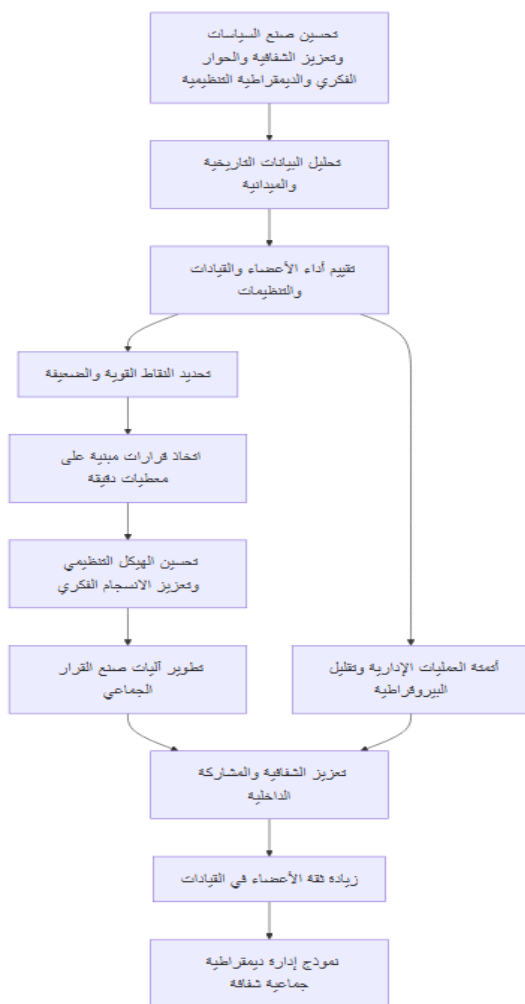 تحسين صنع السياسات
وتعزيز الشفافية والحوار
الفكري والديمقراطية التنظيمية
تحليل البيانات التاريخية
والميدانية
تقييم أداء الأعضاء والقيادات
والتنظيمات
تحديد النقاط القوية والضعيفة
اتخاذ قرارات مبنية على
معطيات دقيقة
تحسين الهيكل التنظيمي
وتعزيز الانسجام الفكري
تطوير آليات صنع القرار
الجماعي
أتمتة العمليات الإدارية وتقليل
البيروقراطية
تعزيز الشفافية والمشاركة
الداخلية
زيادة ثقة الأعضاء في القيادات
نموذج إدارة ديمقراطية
جماعية شفافة